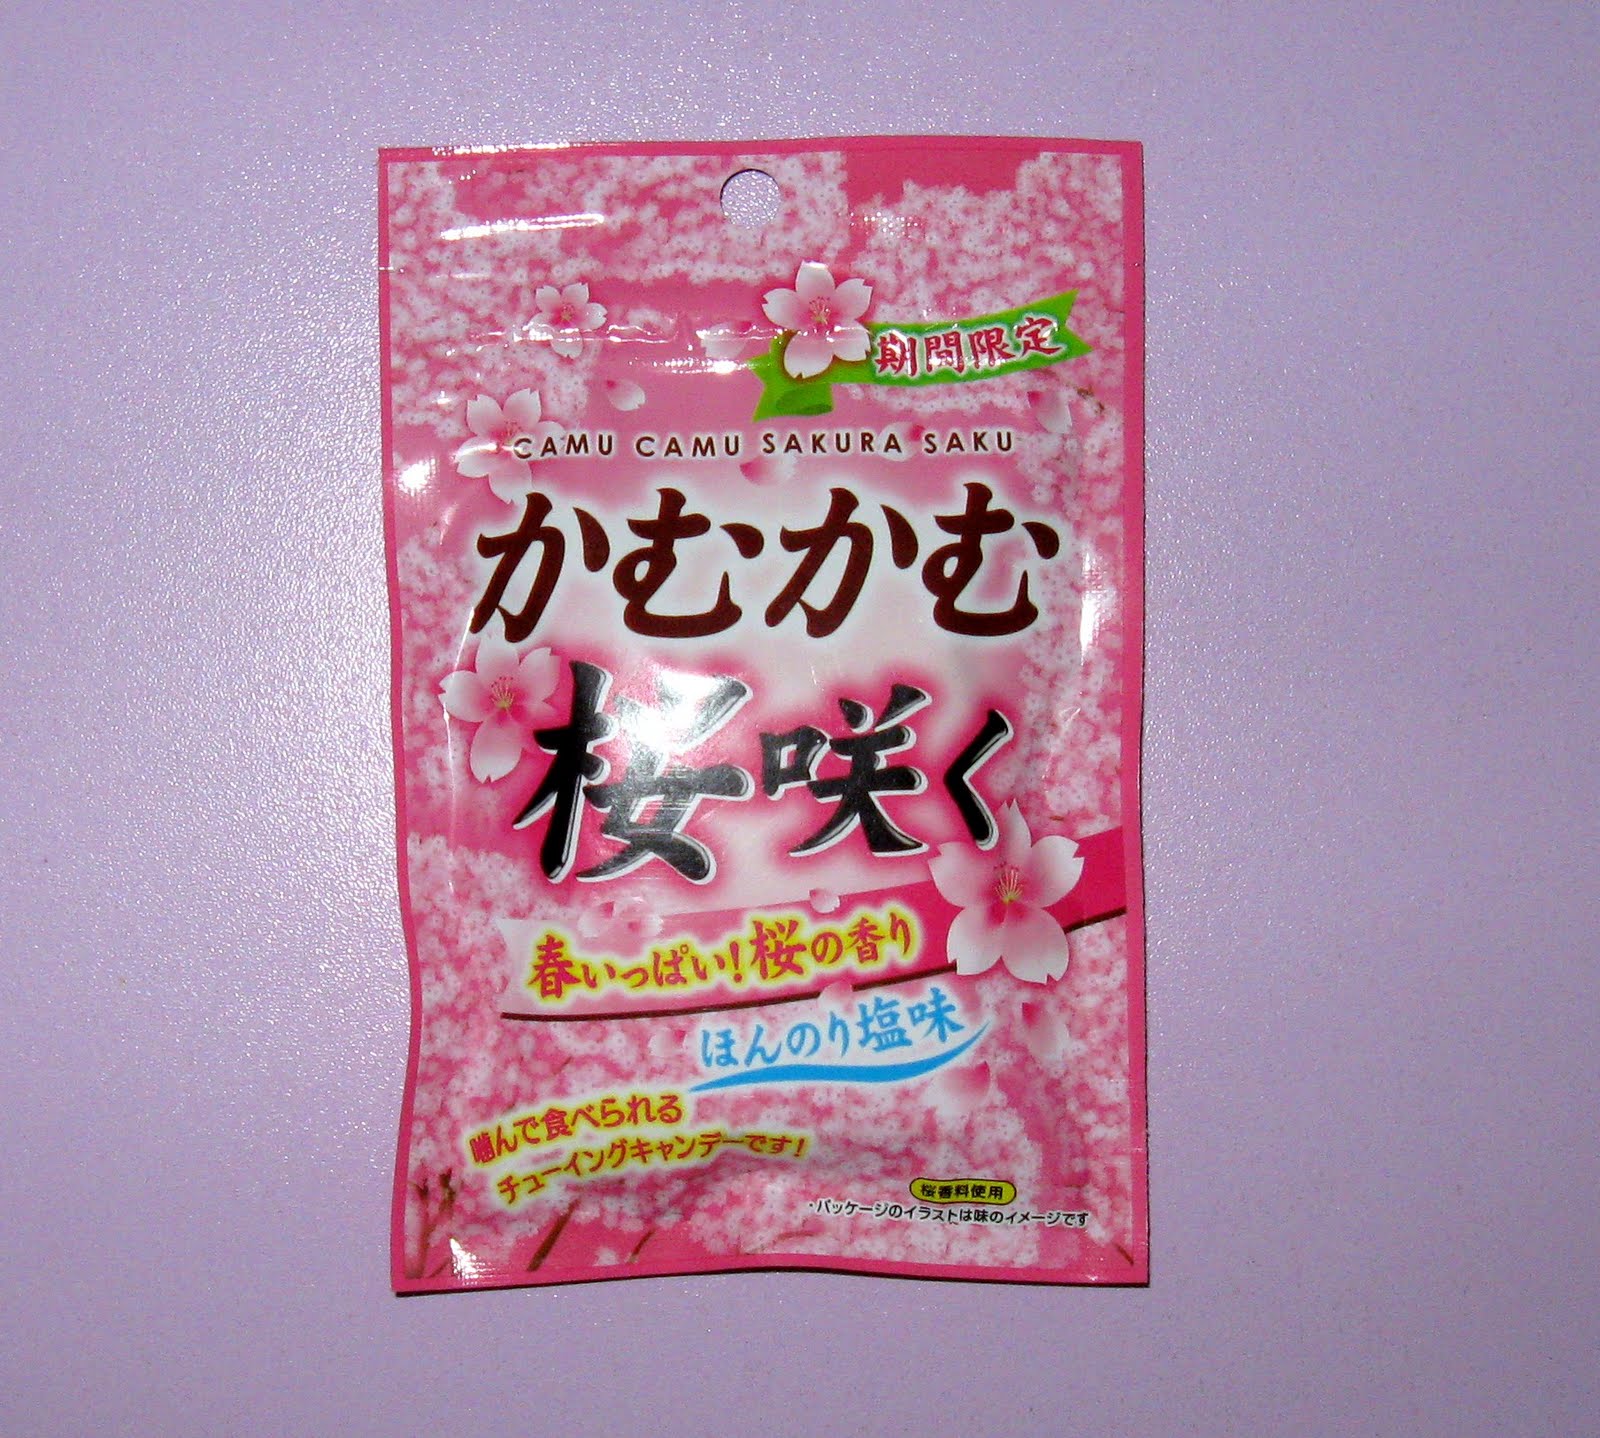 期間限定
CAMU CAMU SAKURA SAKU
かむかむ
桜咲く
春いっぱい!桜の香り
ほんのり塩味
噛んで食べられる
チューイングキャンデーです!
桜香料使用
・パッケージのイラストは味のイメージです